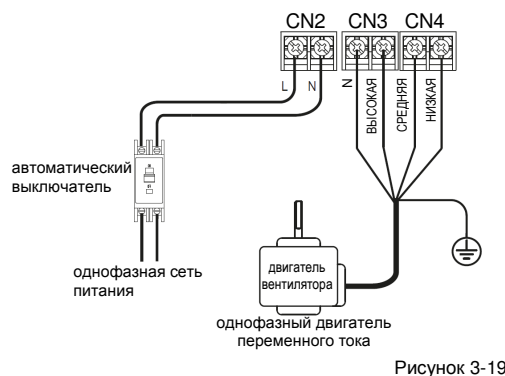 CN2 CN3 CN4
L N N ВЫСОКАЯ СРЕДНЯЯ НИЗКАЯ
автоматический
выключатель
однофазная сеть
питания
двигатель
вентилятора
однофазный двигатель
переменного тока
Рисунок 3-19